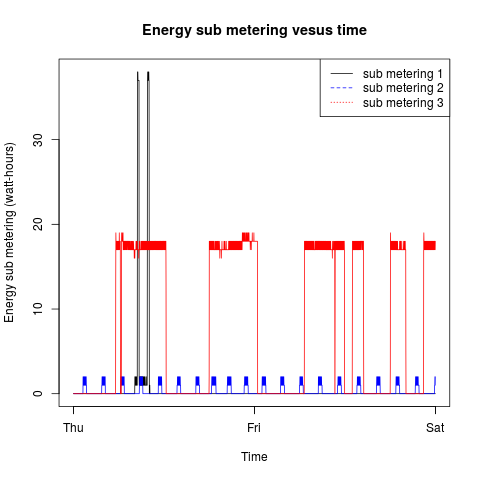 Energy sub metering vesus time
sub metering 1
sub metering 2
sub metering 3
Energy sub metering (watt-hours)
30
20
10
0
Thu
Fri
Sat
Time